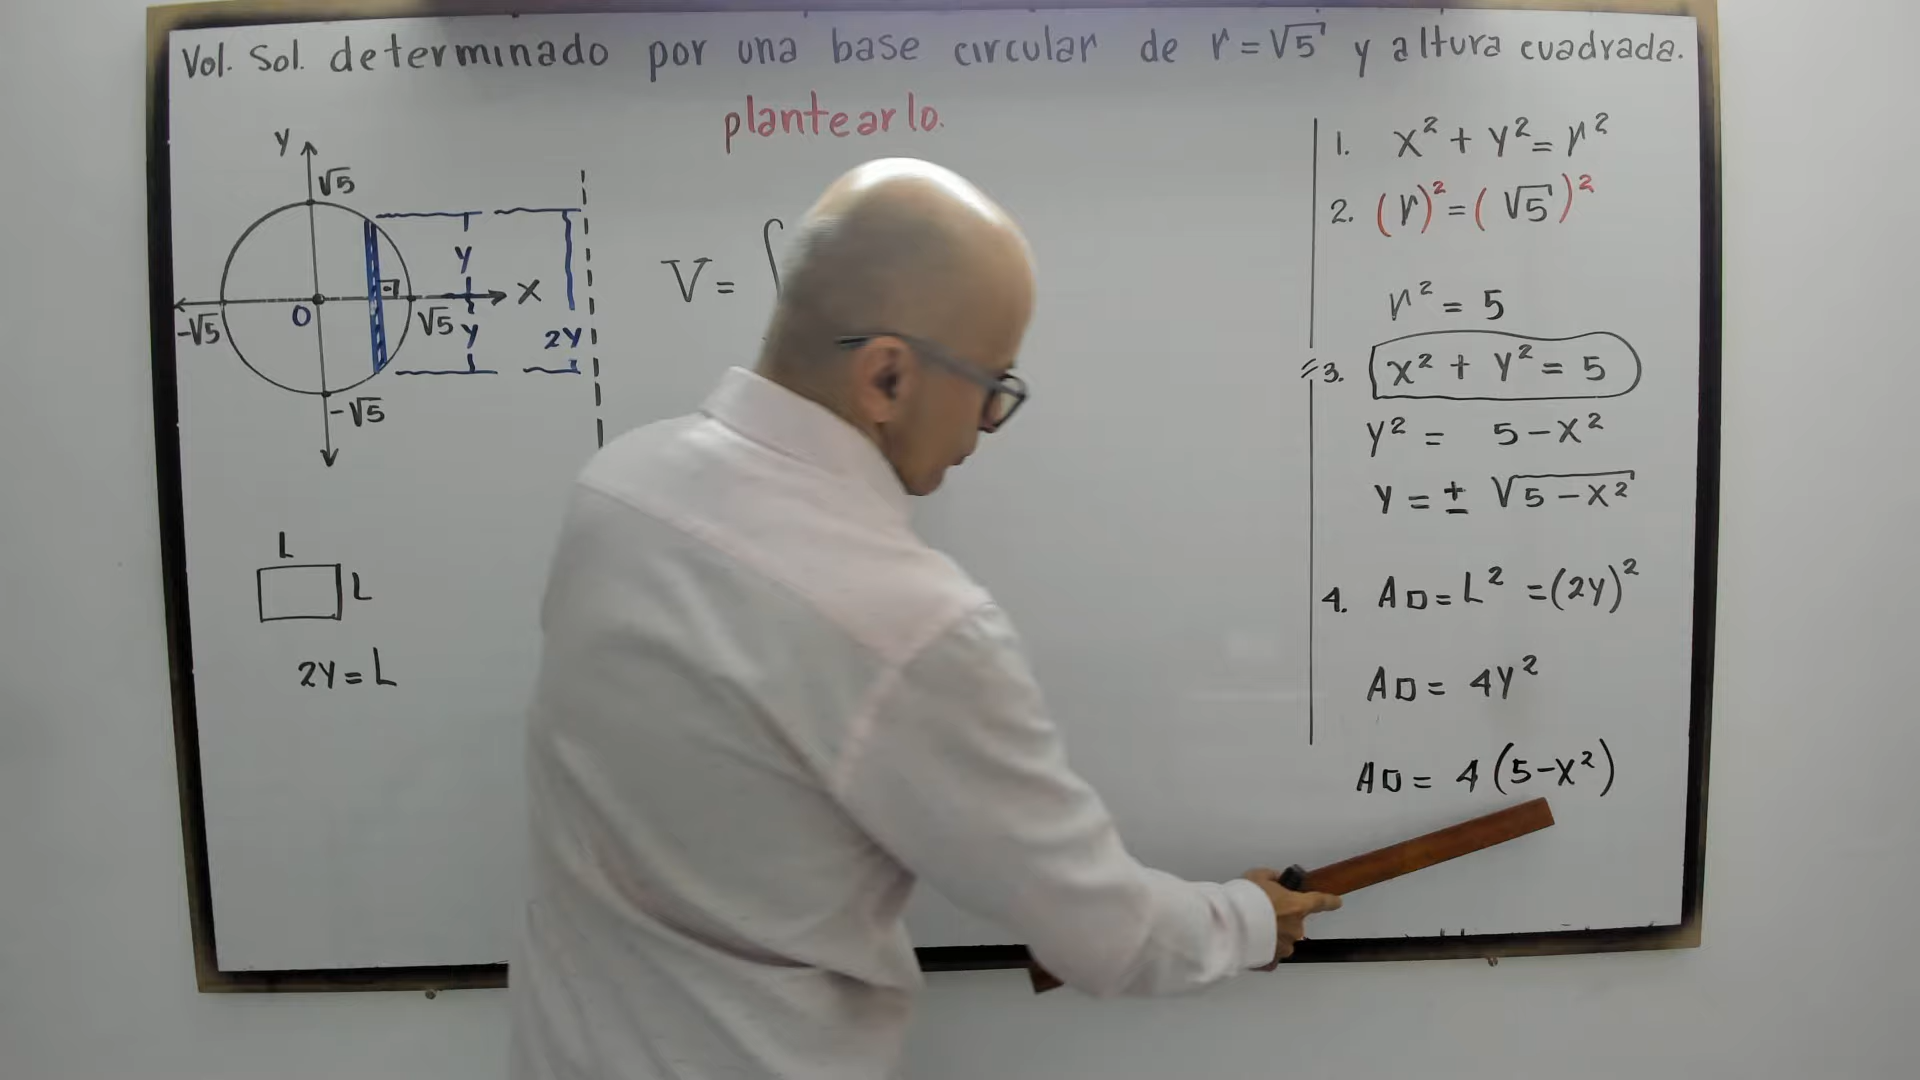 Vol. Sol. determinado por una base circular de r = √5 y altura cuadrada.
plantearlo.
y
√5
y
x
-√5
0
√5
y
2y
-√5
L
L
2y = L
V = ∫
1. x² + y² = r²
2. (r)² = (√5)²
r² = 5
3. x² + y² = 5
y² = 5 - x²
y = ± √5 - x²
4. A□ = L² = (2y)²
A□ = 4y²
A□ = 4 (5 - x²)